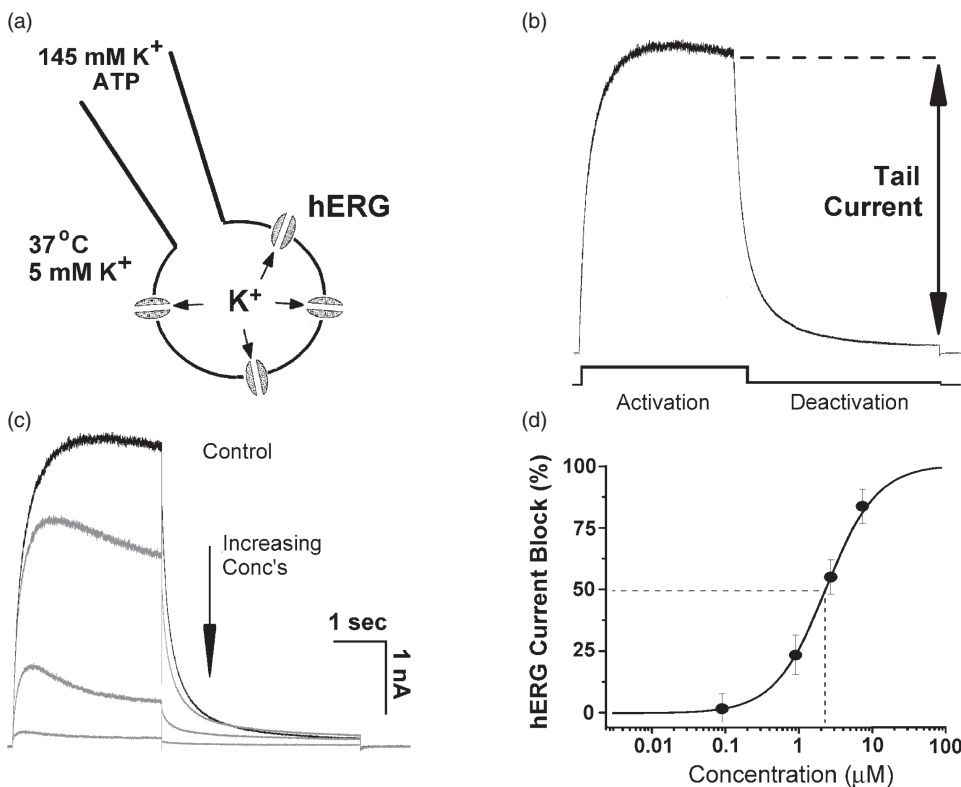 (a)
145 mM K+
ATP
hERG
37°C
5 mM K+
K+
(b)
Tail
Current
Activation
Deactivation
(c)
Control
Increasing
Conc's
1 sec
1 nA
(d)
hERG Current Block (%)
100
75
50
25
0
0.01
0.1
1
10
100
Concentration (μM)